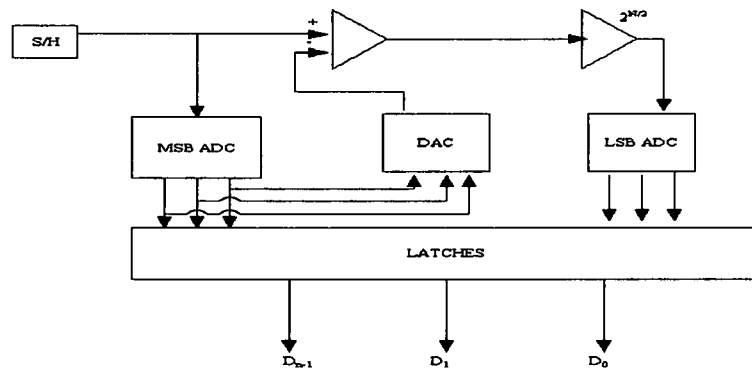 2^{N/2}
+
S/H
-
MSB ADC
DAC
LSB ADC
LATCHES
D_{N-1}
D_1
D_0